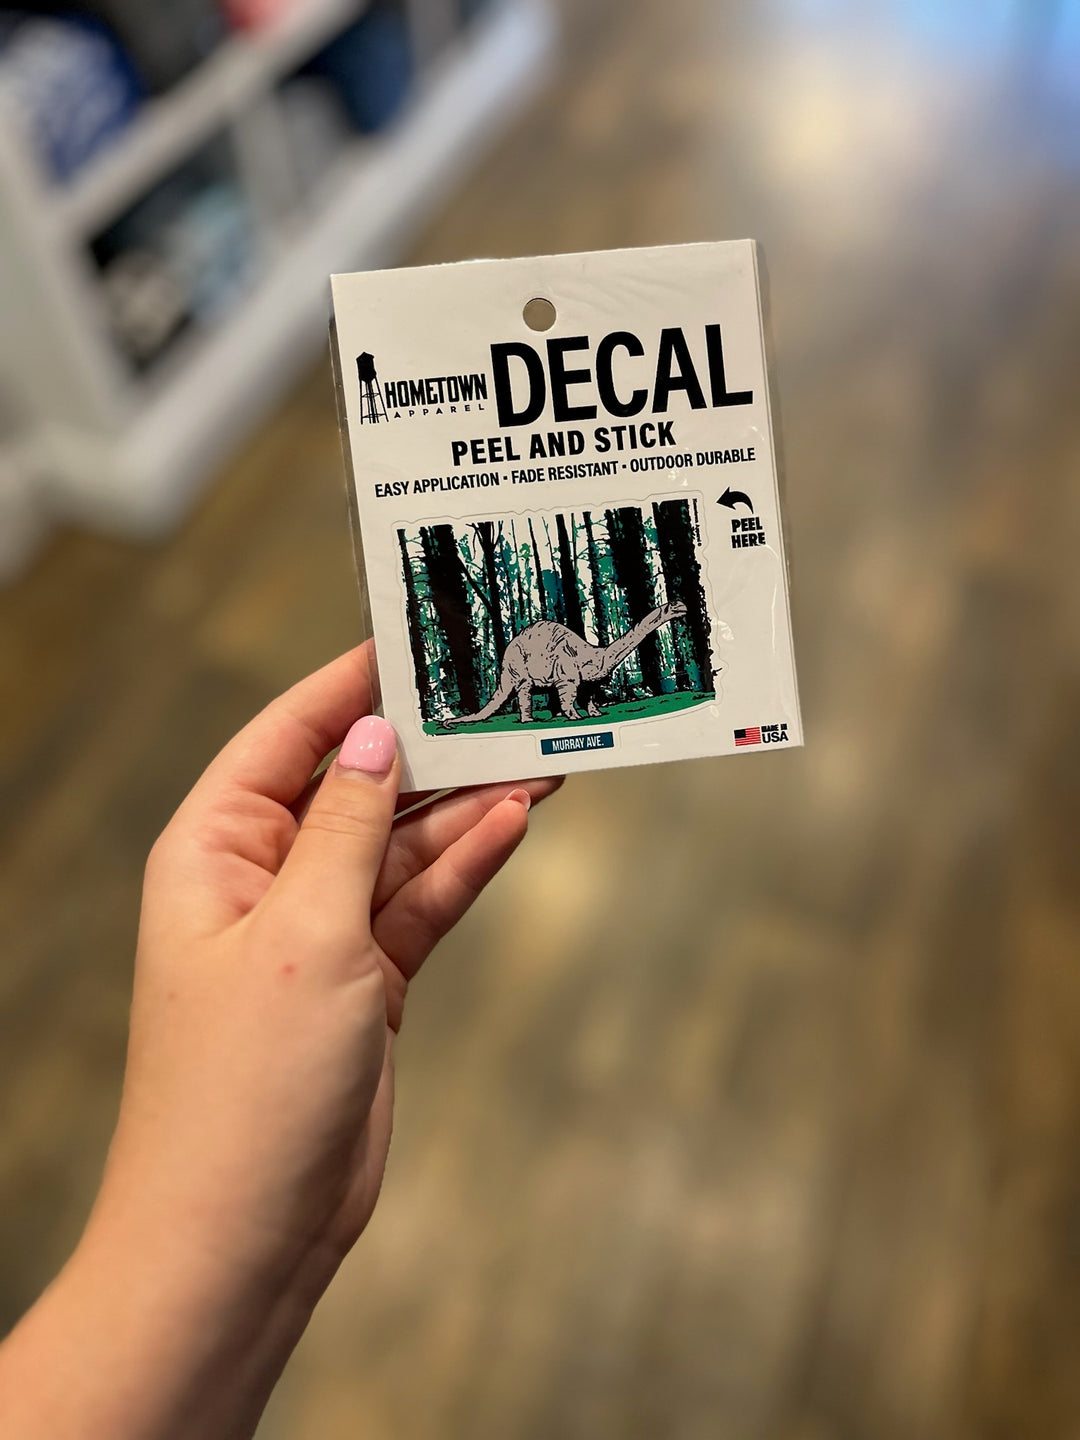 HOMETOWN
APPAREL
DECAL
PEEL AND STICK
EASY APPLICATION • FADE RESISTANT • OUTDOOR DURABLE
PEEL
HERE
MURRAY AVE.
MADE IN
USA